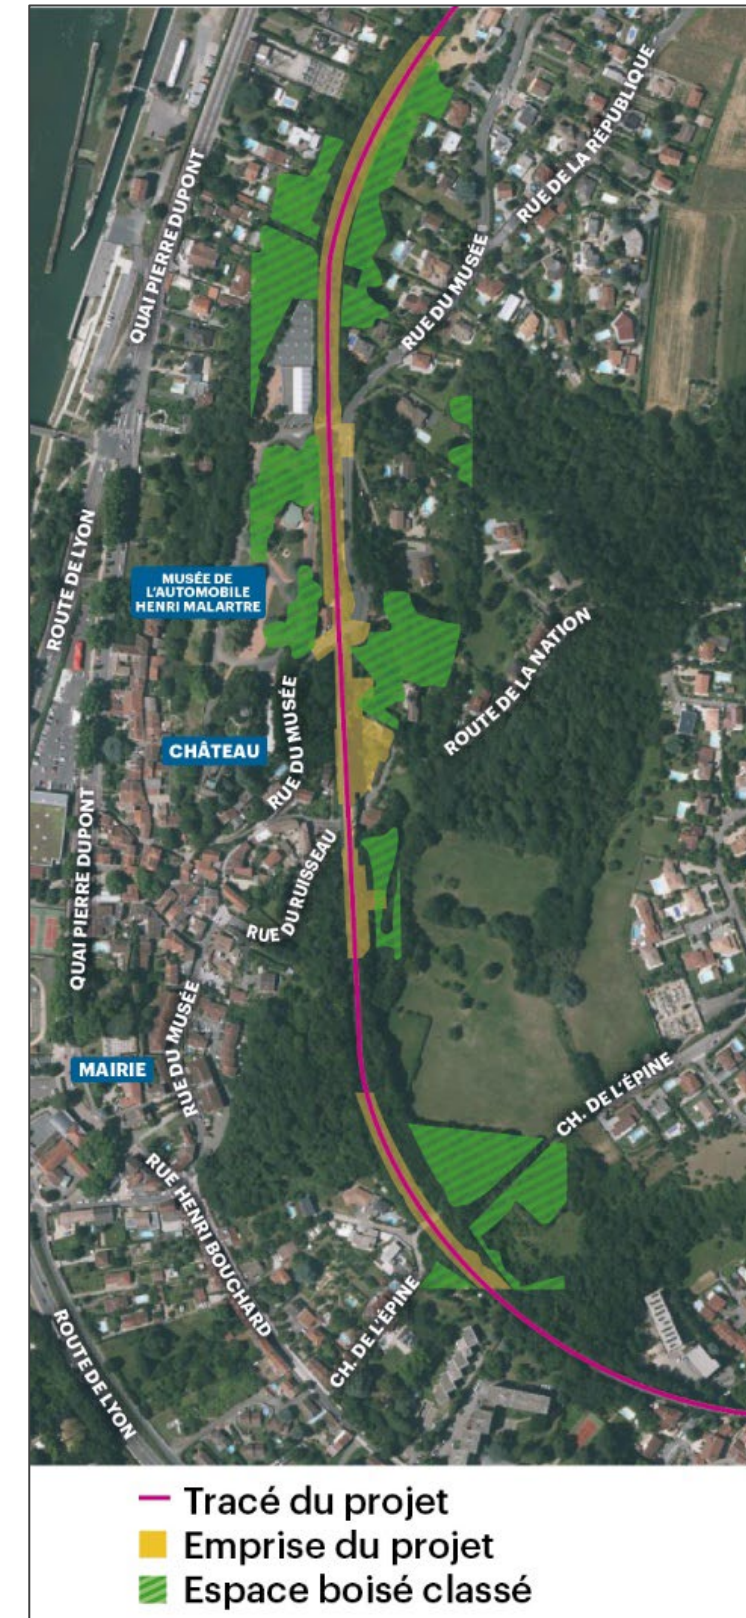 RUE DE LA RÉPUBLIQUE
QUAI PIERRE DUPONT
RUE DU MUSÉE
ROUTE DE LYON
MUSÉE DE
L'AUTOMOBILE
HENRI MALARTRE
ROUTE DE LA NATION
RUE DU MUSÉE
CHÂTEAU
QUAI PIERRE DUPONT
RUE DU RUISSEAU
RUE DU MUSÉE
MAIRIE
CH. DE L'ÉPINE
RUE HENRI BOUCHARD
CH. DE L'ÉPINE
ROUTE DE LYON
Tracé du projet
Emprise du projet
Espace boisé classé